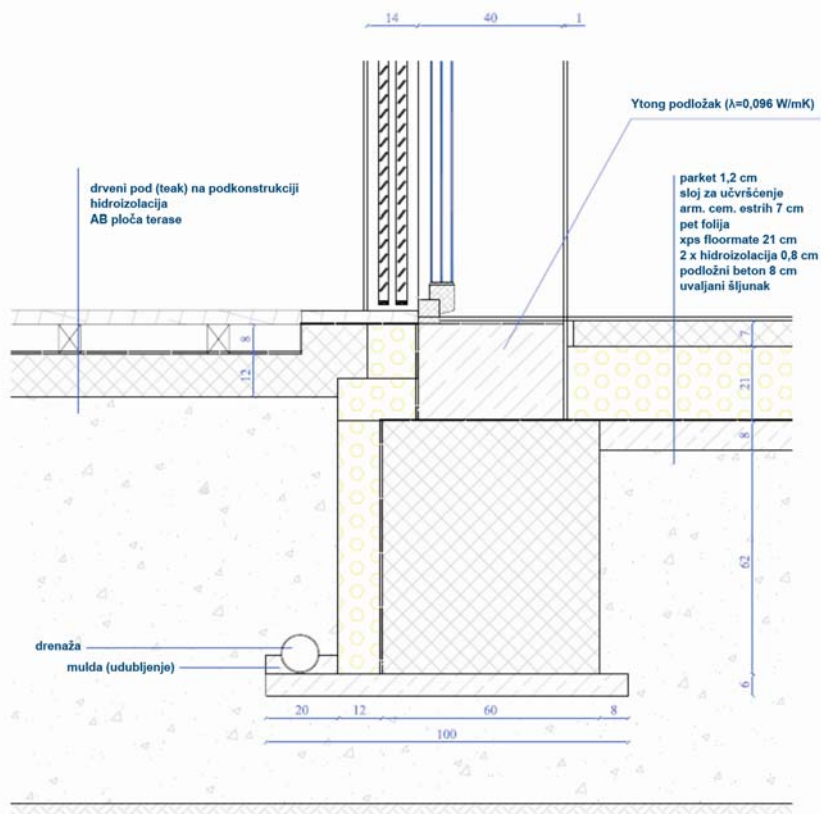 14 40 1
Ytong podložak (λ=0,096 W/mK)
drveni pod (teak) na podkonstrukciji
hidroizolacija
AB ploča terase
parket 1,2 cm
sloj za učvršćenje
arm. cem. estrih 7 cm
pet folija
xps floormate 21 cm
2 x hidroizolacija 0,8 cm
podložni beton 8 cm
uvaljani šljunak
8
12
7
21
8
62
6
drenaža
mulda (udubljenje)
20 12 60 8
100